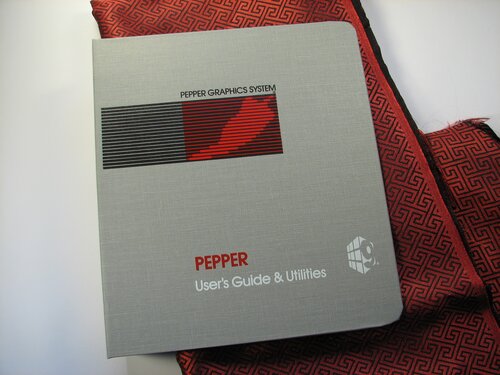 PEPPER GRAPHICS SYSTEM
PEPPER
User's Guide & Utilities